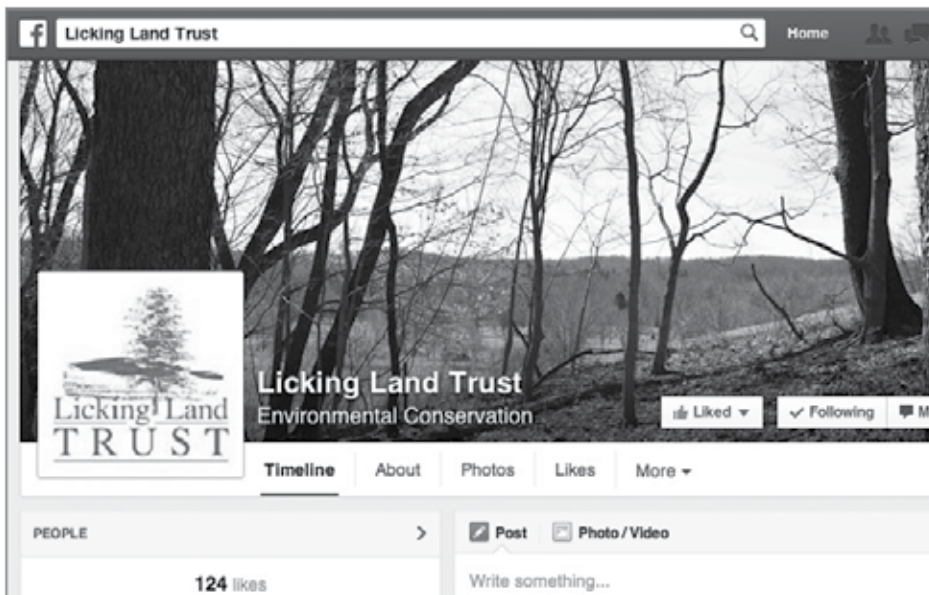 Licking Land Trust
Home
Licking Land
TRUST
Licking Land Trust
Environmental Conservation
Liked
Following
M
Timeline
About
Photos
Likes
More
PEOPLE
124 likes
Post
Photo / Video
Write something...